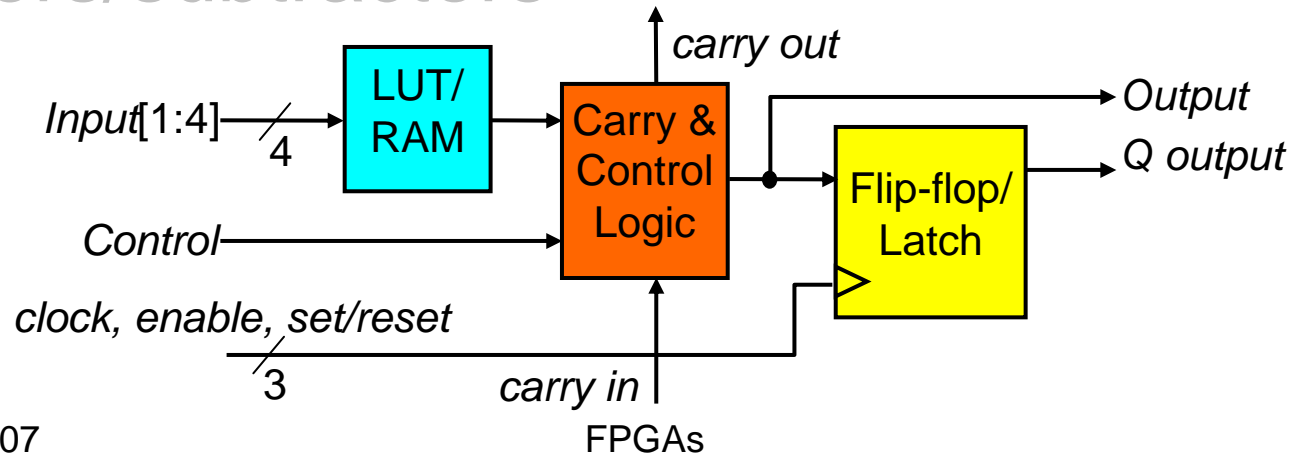 carry out
LUT/
RAM
Input[1:4]
4
Carry &
Control
Logic
Output
Q output
Flip-flop/
Latch
Control
clock, enable, set/reset
3
carry in
07
FPGAs